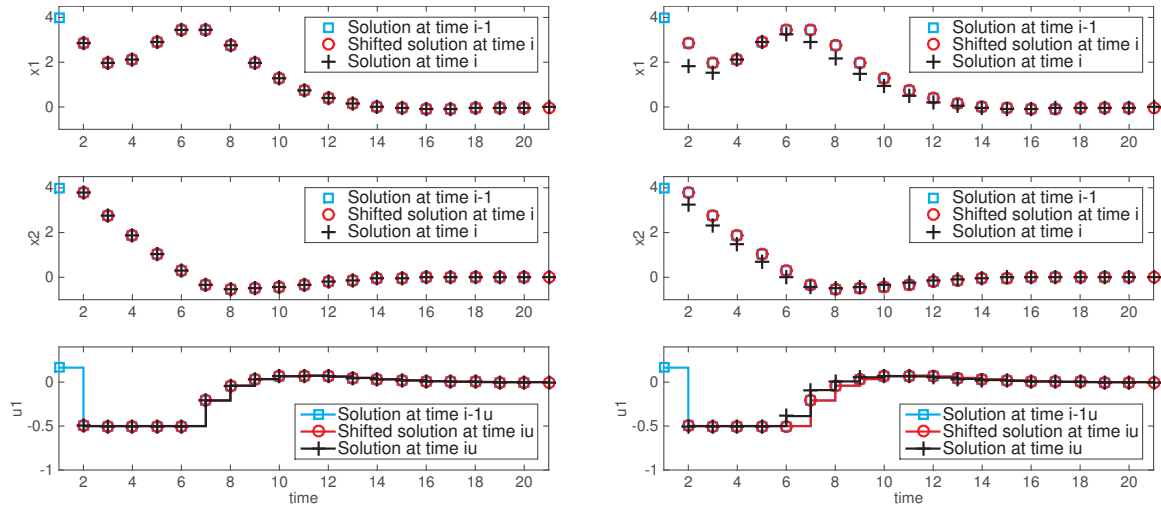 x1
4
2
0
Solution at time i-1
Shifted solution at time i
Solution at time i
2 4 6 8 10 12 14 16 18 20
x2
4
2
0
Solution at time i-1
Shifted solution at time i
Solution at time i
2 4 6 8 10 12 14 16 18 20
u1
0
-0.5
-1
Solution at time i-1u
Shifted solution at time iu
Solution at time iu
2 4 6 8 10 12 14 16 18 20
time
x1
4
2
0
Solution at time i-1
Shifted solution at time i
Solution at time i
2 4 6 8 10 12 14 16 18 20
x2
4
2
0
Solution at time i-1
Shifted solution at time i
Solution at time i
2 4 6 8 10 12 14 16 18 20
u1
0
-0.5
-1
Solution at time i-1u
Shifted solution at time iu
Solution at time iu
2 4 6 8 10 12 14 16 18 20
time